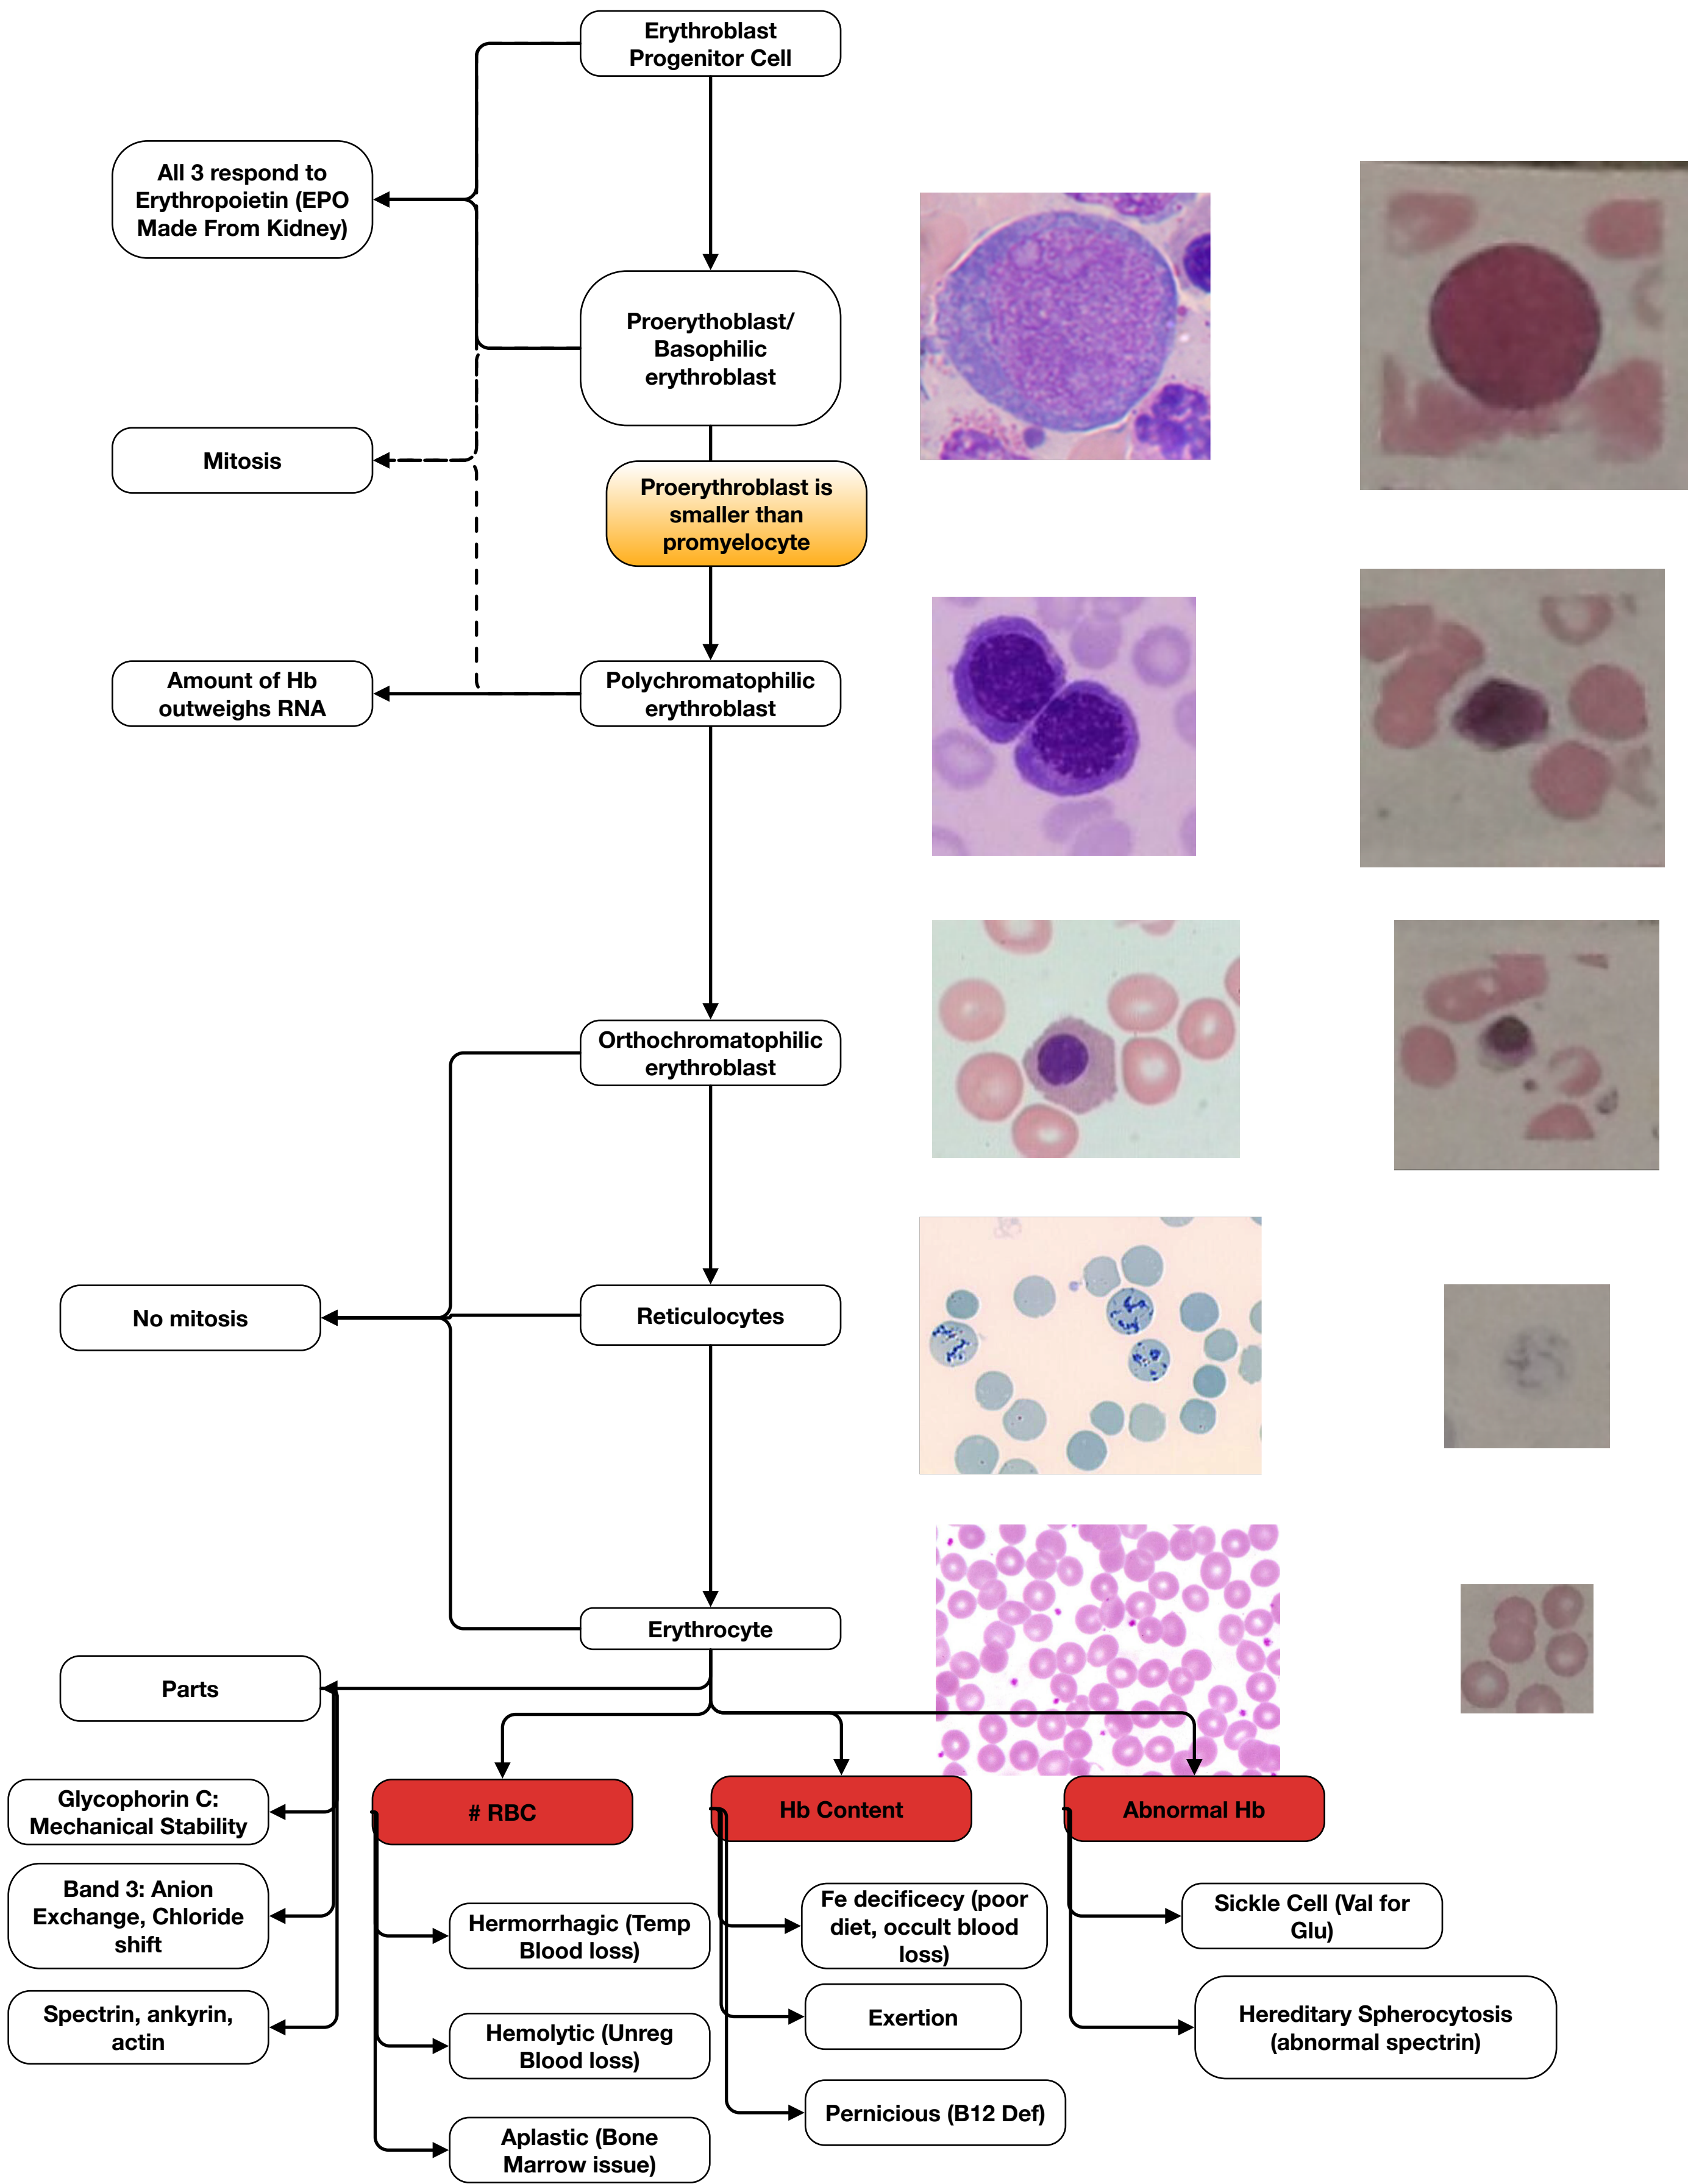 Erythroblast
Progenitor Cell
All 3 respond to
Erythropoietin (EPO
Made From Kidney)
Proerythoblast/
Basophilic
erythroblast
Mitosis
Proerythroblast is
smaller than
promyelocyte
Amount of Hb
outweighs RNA
Polychromatophilic
erythroblast
Orthochromatophilic
erythroblast
No mitosis
Reticulocytes
Erythrocyte
Parts
Glycophorin C:
Mechanical Stability
Band 3: Anion
Exchange, Chloride
shift
Spectrin, ankyrin,
actin
# RBC
Hermorrhagic (Temp
Blood loss)
Hemolytic (Unreg
Blood loss)
Aplastic (Bone
Marrow issue)
Hb Content
Fe decificecy (poor
diet, occult blood
loss)
Exertion
Pernicious (B12 Def)
Abnormal Hb
Sickle Cell (Val for
Glu)
Hereditary Spherocytosis
(abnormal spectrin)